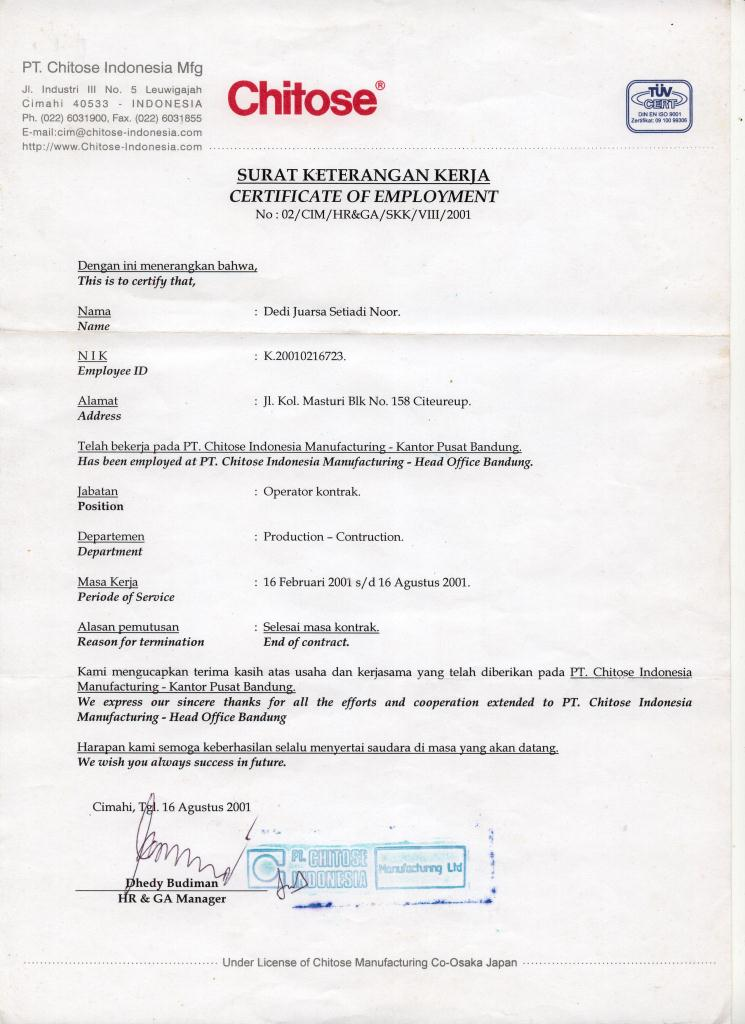 PT. Chitose Indonesia Mfg
Jl. Industri III No. 5 Leuwigajah
Cimahi 40533 - INDONESIA
Ph. (022) 6031900, Fax. (022) 6031855
E-mail:cim@chitose-indonesia.com
http://www.Chitose-Indonesia.com
Chitose®
TÜV
CERT
DIN EN ISO 9001
Zertifikat: 09 100 99306
SURAT KETERANGAN KERJA
CERTIFICATE OF EMPLOYMENT
No : 02/CIM/HR&GA/SKK/VIII/2001
Dengan ini menerangkan bahwa,
This is to certify that,
Nama : Dedi Juarsa Setiadi Noor.
Name
N I K : K.20010216723.
Employee ID
Alamat : Jl. Kol. Masturi Blk No. 158 Citeureup.
Address
Telah bekerja pada PT. Chitose Indonesia Manufacturing - Kantor Pusat Bandung.
Has been employed at PT. Chitose Indonesia Manufacturing - Head Office Bandung.
Jabatan : Operator kontrak.
Position
Departemen : Production – Contruction.
Department
Masa Kerja : 16 Februari 2001 s/d 16 Agustus 2001.
Periode of Service
Alasan pemutusan : Selesai masa kontrak.
Reason for termination End of contract.
Kami mengucapkan terima kasih atas usaha dan kerjasama yang telah diberikan pada PT. Chitose Indonesia
Manufacturing - Kantor Pusat Bandung.
We express our sincere thanks for all the efforts and cooperation extended to PT. Chitose Indonesia
Manufacturing - Head Office Bandung
Harapan kami semoga keberhasilan selalu menyertai saudara di masa yang akan datang.
We wish you always success in future.
Cimahi, Tgl. 16 Agustus 2001
PT. CHITOSE
INDONESIA
Manufacturing Ltd
Dhedy Budiman
HR & GA Manager
Under License of Chitose Manufacturing Co-Osaka Japan